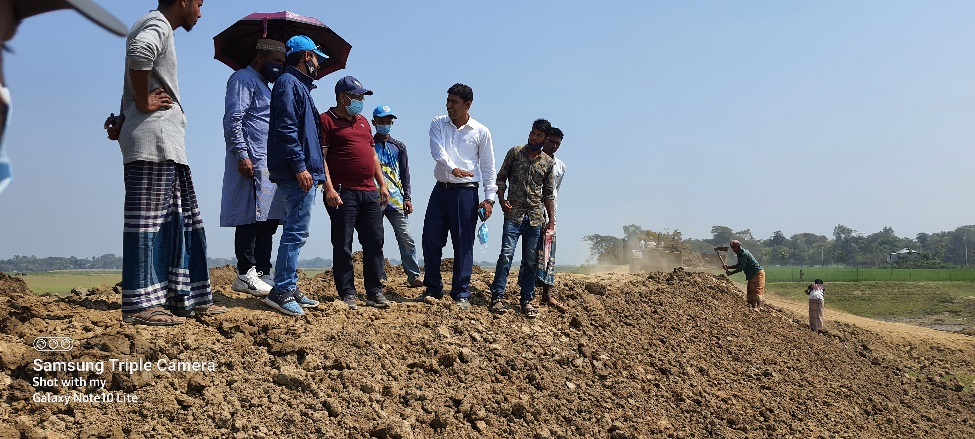 Samsung Triple Camera
Shot with my
Galaxy Note10 Lite